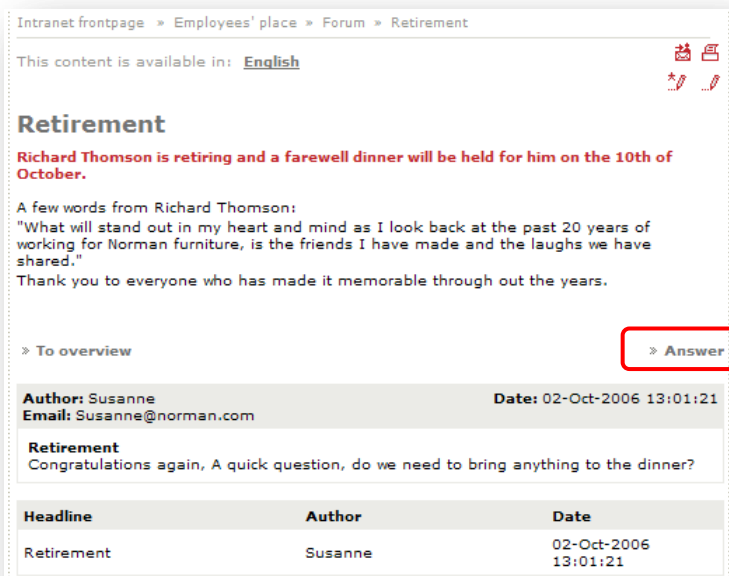 Intranet frontpage » Employees' place » Forum » Retirement
This content is available in: English
Retirement
Richard Thomson is retiring and a farewell dinner will be held for him on the 10th of
October.
A few words from Richard Thomson:
"What will stand out in my heart and mind as I look back at the past 20 years of
working for Norman furniture, is the friends I have made and the laughs we have
shared."
Thank you to everyone who has made it memorable through out the years.
» To overview » Answer
Author: Susanne Date: 02-Oct-2006 13:01:21
Email: Susanne@norman.com
Retirement
Congratulations again, A quick question, do we need to bring anything to the dinner?
Headline Author Date
Retirement Susanne 02-Oct-2006
13:01:21